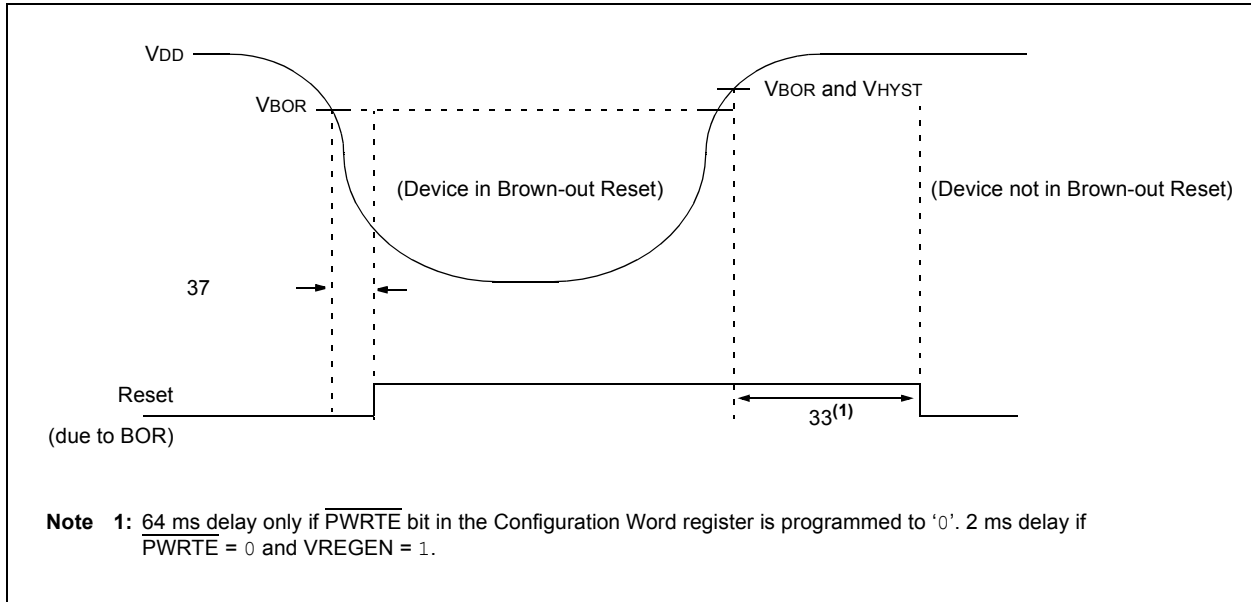 VDD
VBOR and VHYST
VBOR
(Device in Brown-out Reset)
(Device not in Brown-out Reset)
37
Reset
33(1)
(due to BOR)
Note 1: 64 ms delay only if PWRTE bit in the Configuration Word register is programmed to ‘0’. 2 ms delay if
PWRTE = 0 and VREGEN = 1.